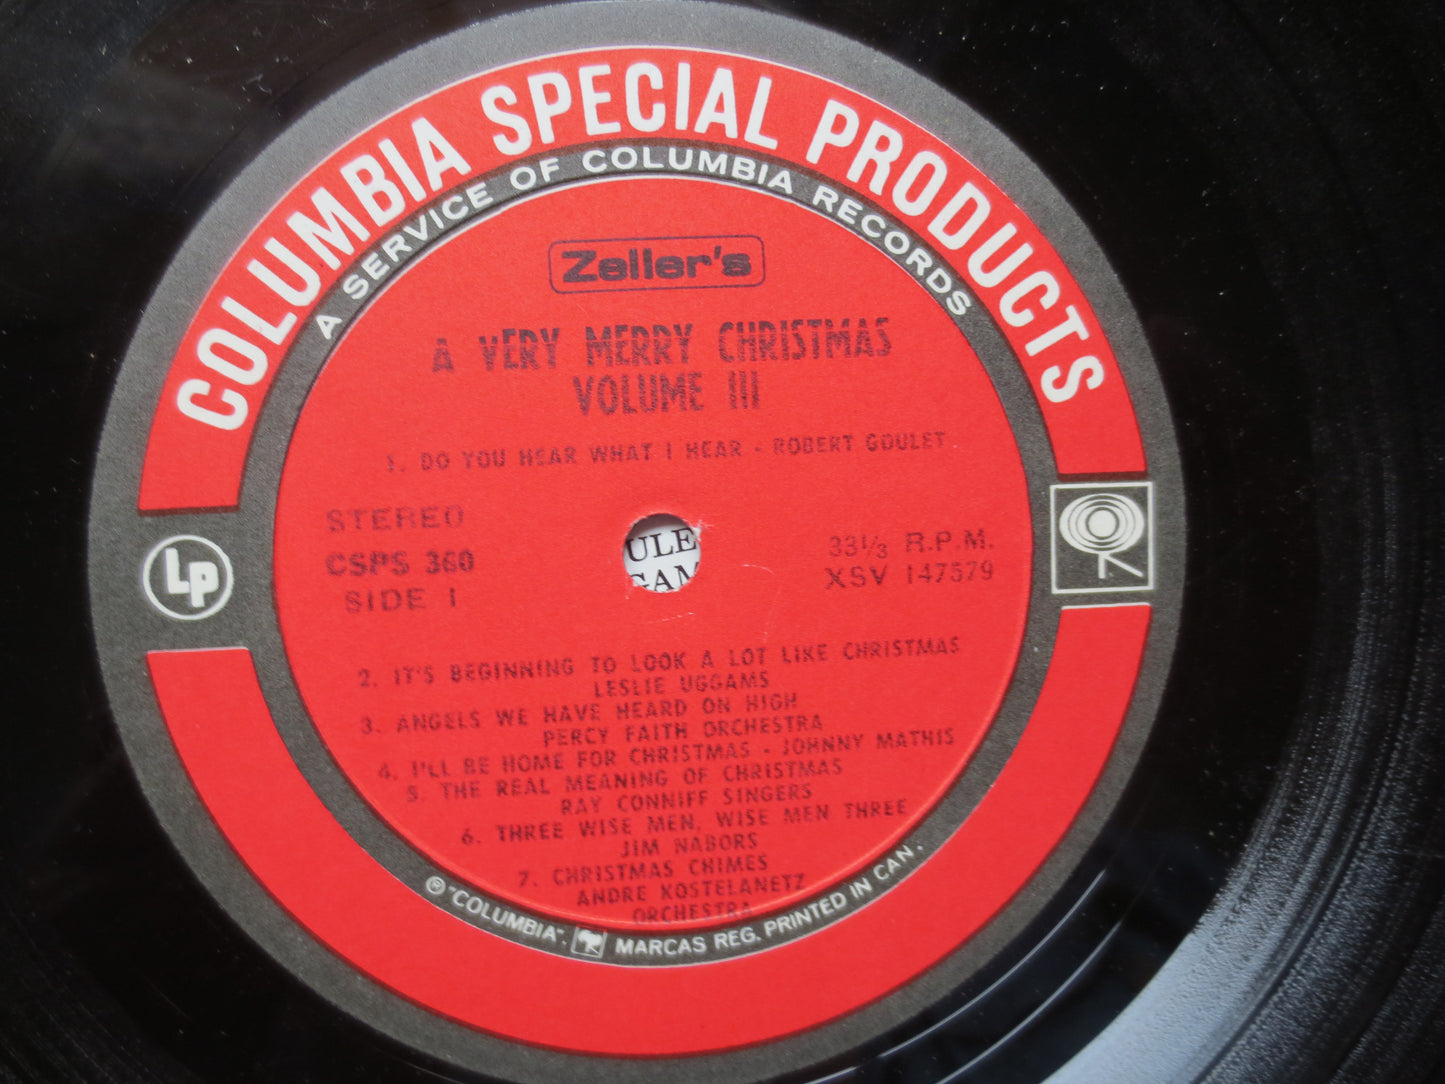 COLUMBIA SPECIAL PRODUCTS
A SERVICE OF COLUMBIA RECORDS
Zeller's
A VERY MERRY CHRISTMAS
VOLUME III
1. DO YOU HEAR WHAT I HEAR - ROBERT GOULET
STEREO
CSPS 360
SIDE 1
33⅓ R.P.M.
XSV 147579
LP
ULE
GAM
2. IT'S BEGINNING TO LOOK A LOT LIKE CHRISTMAS
LESLIE UGGAMS
3. ANGELS WE HAVE HEARD ON HIGH
PERCY FAITH ORCHESTRA
4. I'LL BE HOME FOR CHRISTMAS - JOHNNY MATHIS
5. THE REAL MEANING OF CHRISTMAS
RAY CONNIFF SINGERS
6. THREE WISE MEN, WISE MEN THREE
JIM NABORS
7. CHRISTMAS CHIMES
ANDRE KOSTELANETZ
ORCHESTRA
® "COLUMBIA", MARCAS REG. PRINTED IN CAN.